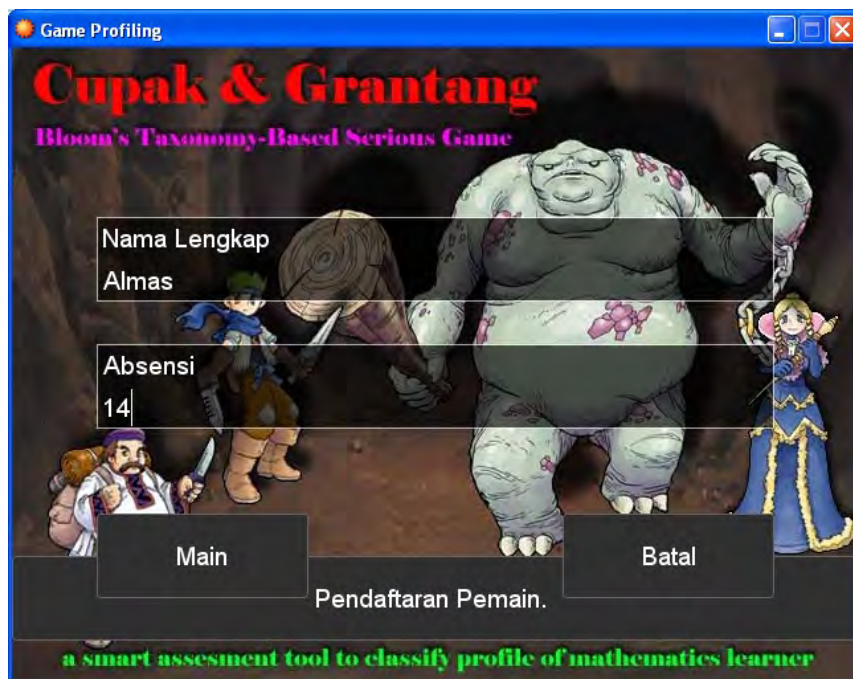 Game Profiling
Cupak & Grantang
Bloom's Taxonomy-Based Serious Game
Nama Lengkap
Almas
Absensi
14
Main
Batal
Pendaftaran Pemain.
a smart assesment tool to classify profile of mathematics learner